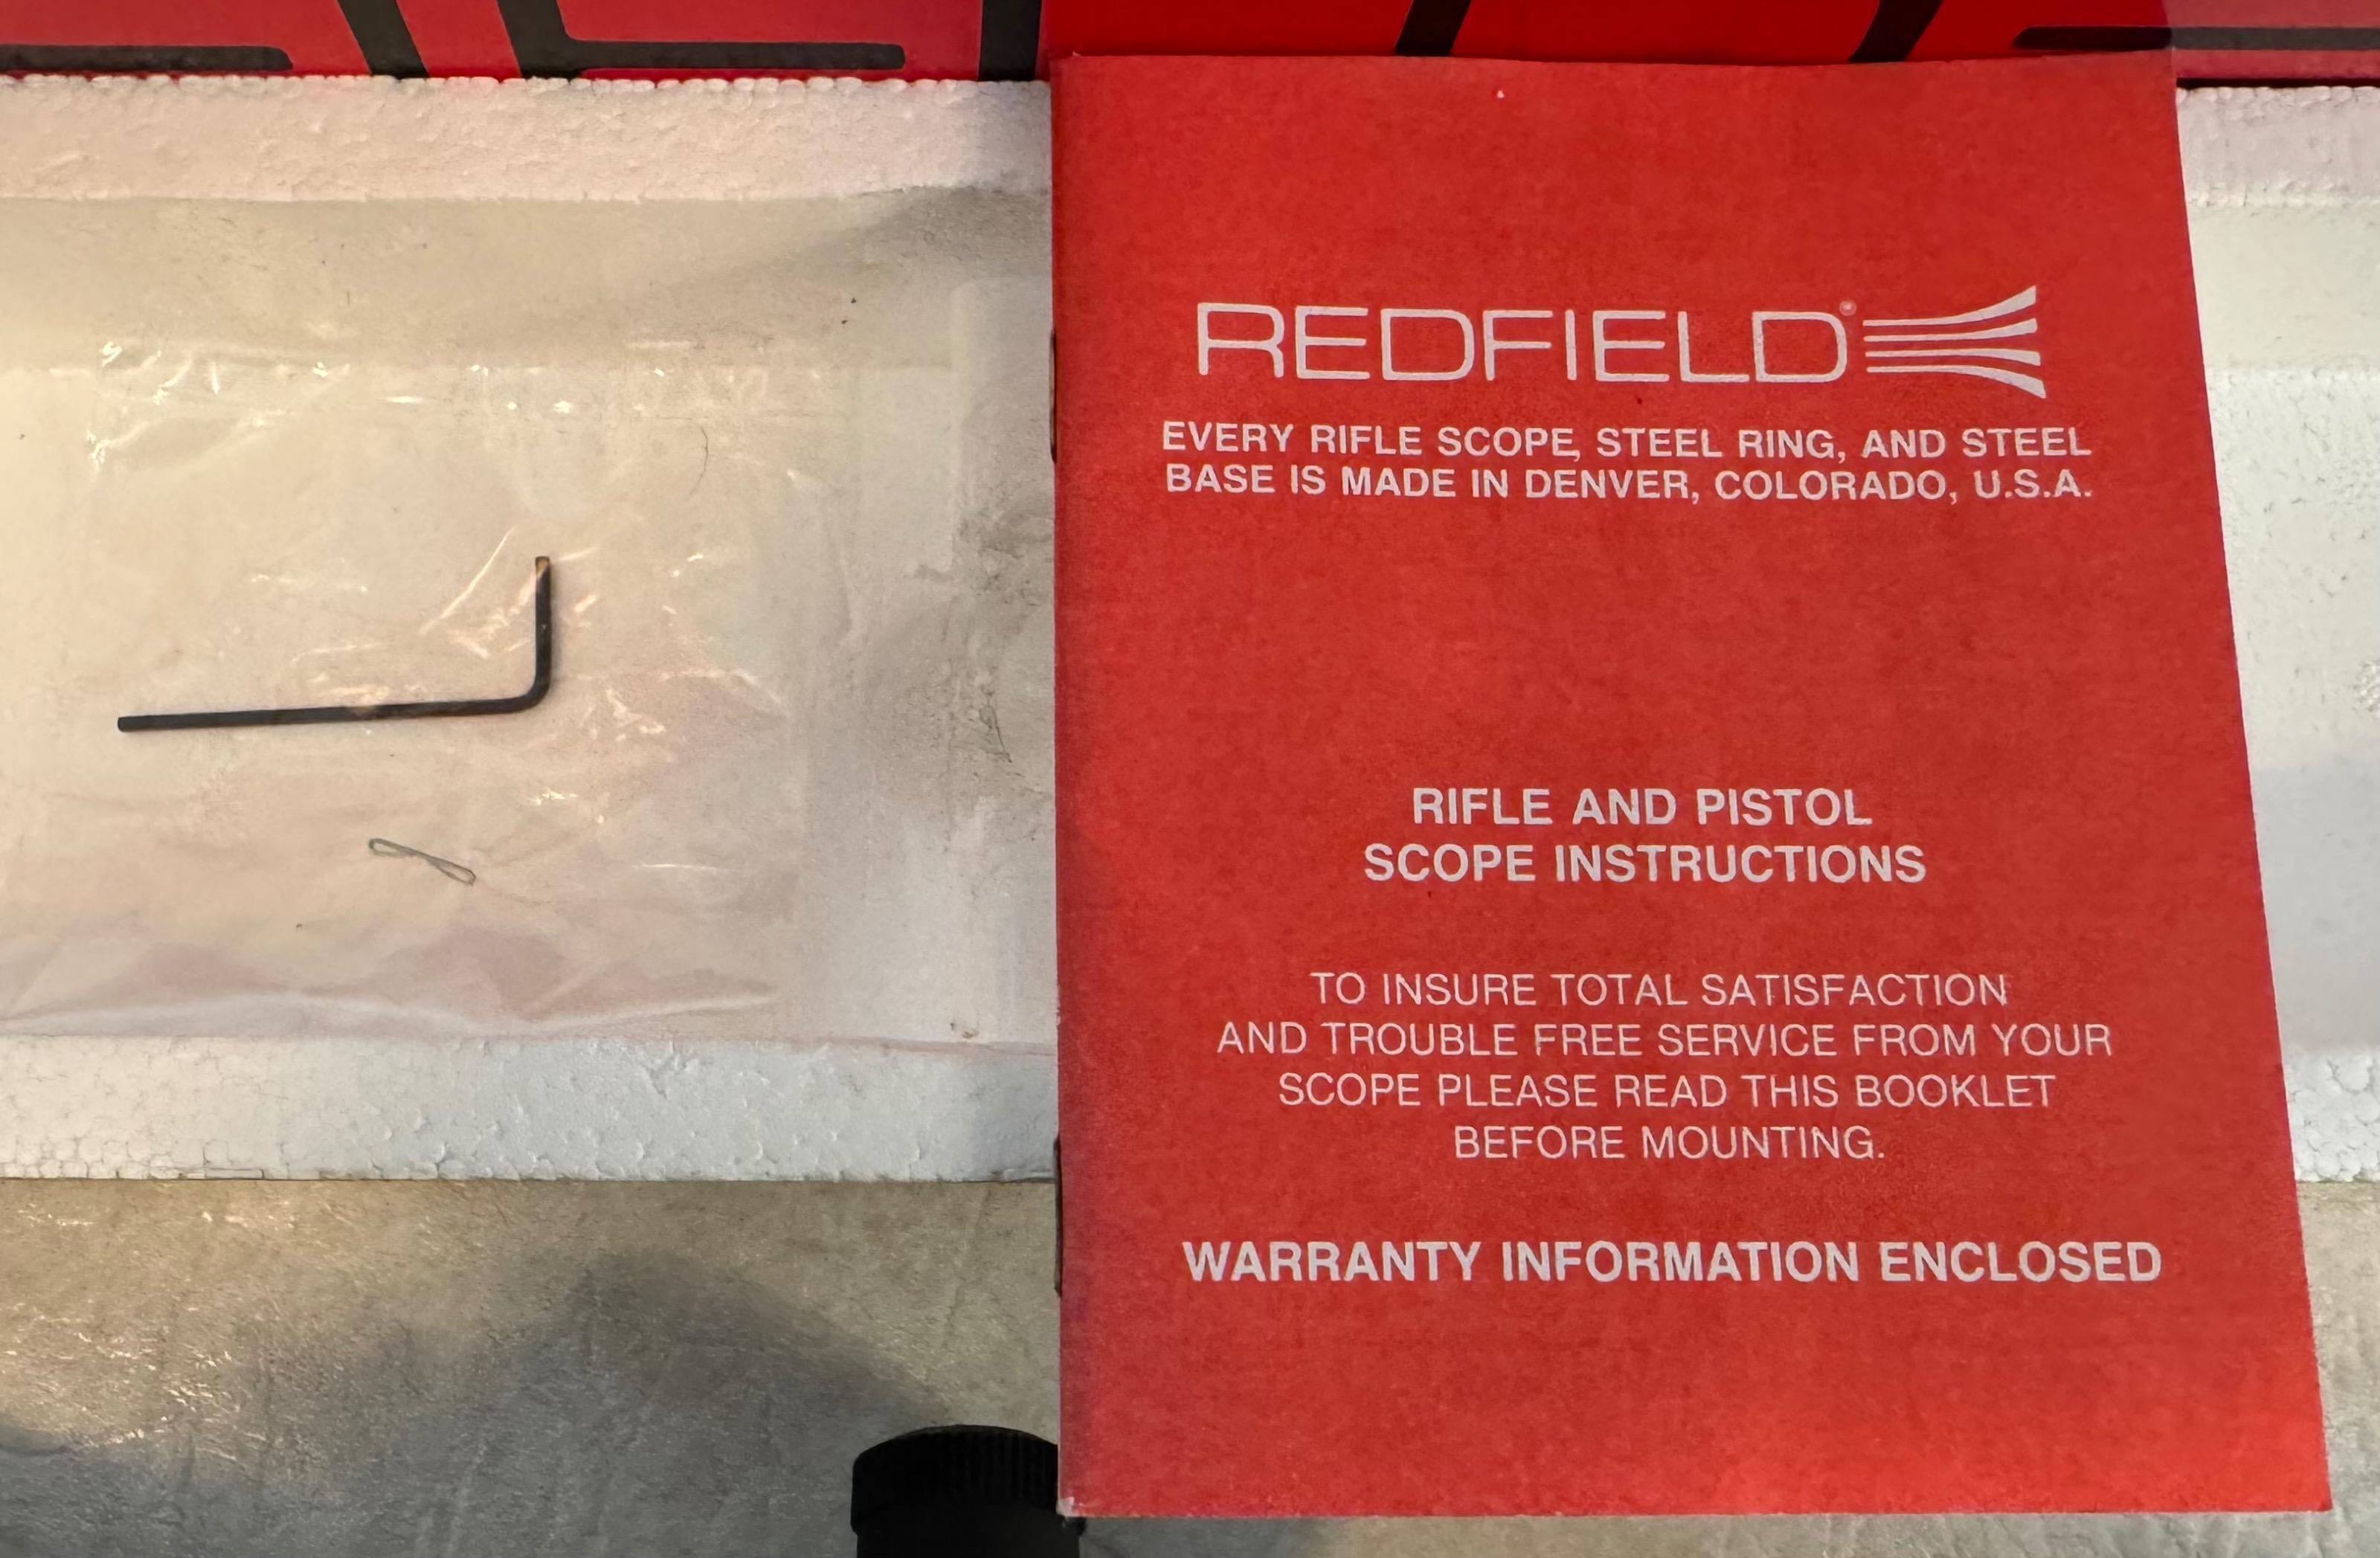 REDFIELD®
EVERY RIFLE SCOPE, STEEL RING, AND STEEL
BASE IS MADE IN DENVER, COLORADO, U.S.A.
RIFLE AND PISTOL
SCOPE INSTRUCTIONS
TO INSURE TOTAL SATISFACTION
AND TROUBLE FREE SERVICE FROM YOUR
SCOPE PLEASE READ THIS BOOKLET
BEFORE MOUNTING.
WARRANTY INFORMATION ENCLOSED